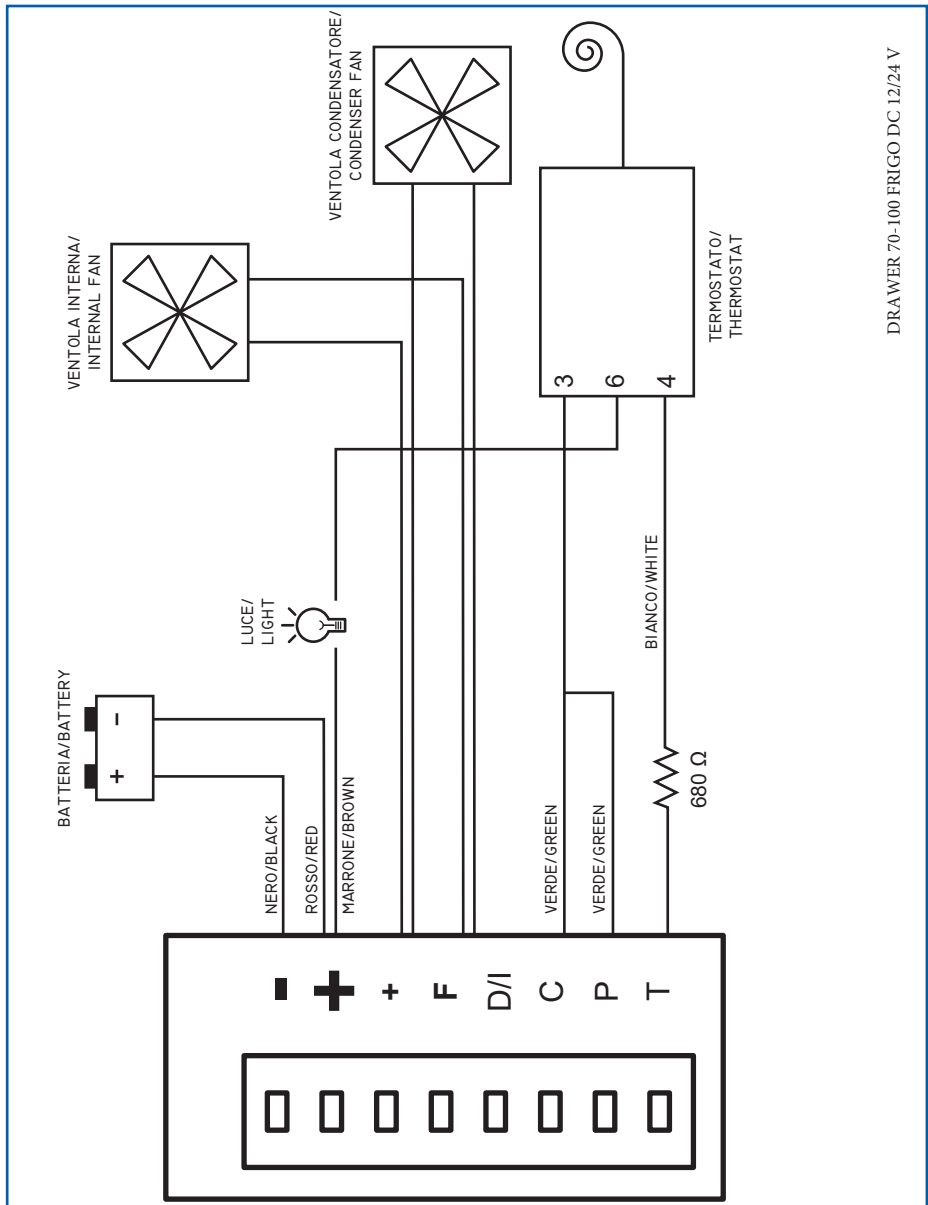 BATTERIA/BATTERY
+
-
VENTOLA INTERNA/
INTERNAL FAN
VENTOLA CONDENSATORE/
CONDENSER FAN
LUCE/
LIGHT
NERO/BLACK
ROSSO/RED
MARRONE/BROWN
VERDE/GREEN
VERDE/GREEN
BIANCO/WHITE
680 Ω
3
6
4
TERMOSTATO/
THERMOSTAT
-
+
+
F
D/I
C
P
T
DRAWER 70-100 FRIGO DC 12/24 V